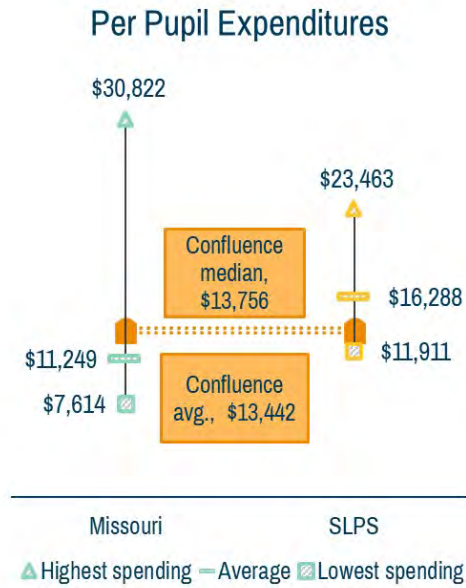 Per Pupil Expenditures
$30,822
$23,463
Confluence
median,
$13,756
$16,288
$11,249
$11,911
Confluence
avg., $13,442
$7,614
Missouri
SLPS
Highest spending
Average
Lowest spending